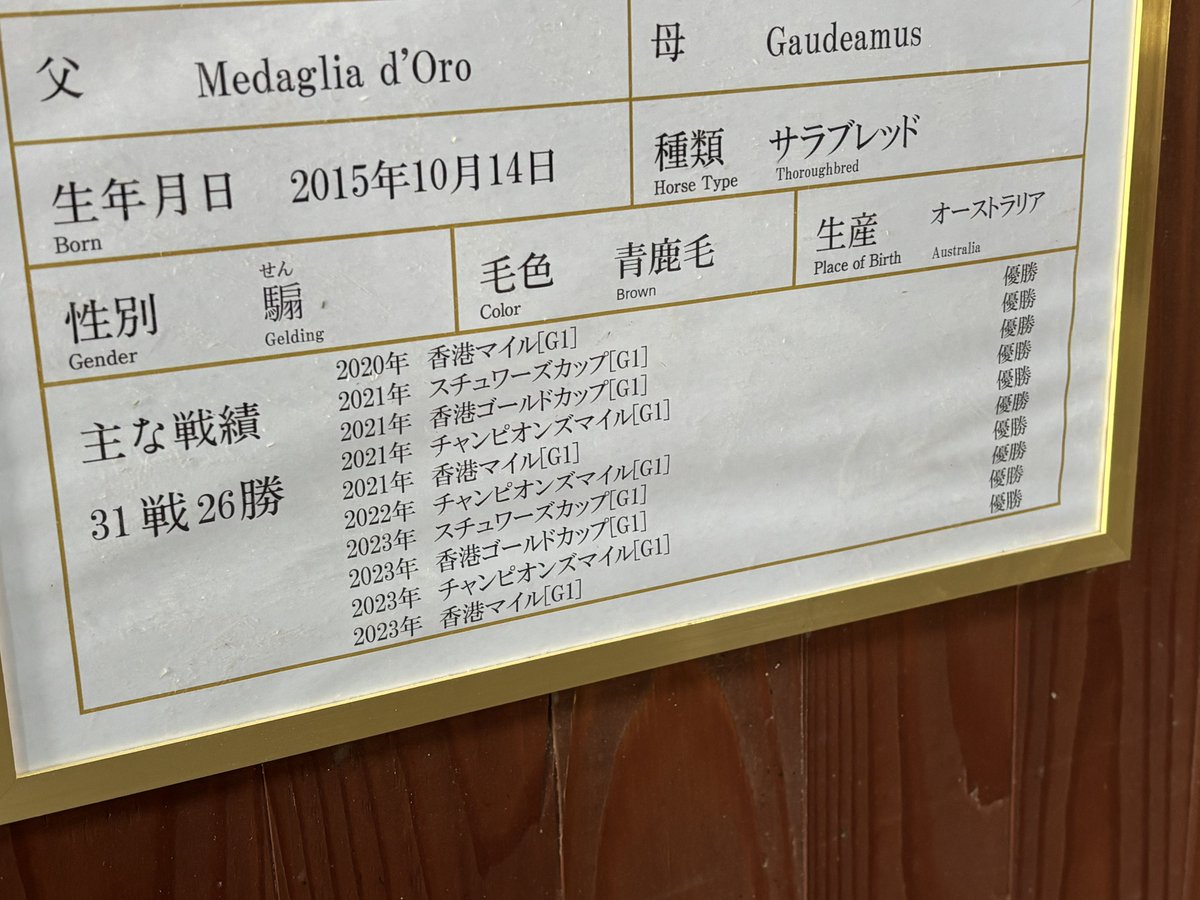 父 Medaglia d'Oro
母 Gaudeamus
生年月日 2015年10月14日
Born
種類 サラブレッド
Horse Type Thoroughbred
性別 せん
騸
Gender Gelding
毛色 青鹿毛
Color Brown
生産 オーストラリア
Place of Birth Australia
主な戦績
31戦26勝
2020年 香港マイル[G1] 優勝
2021年 スチュワーズカップ[G1] 優勝
2021年 香港ゴールドカップ[G1] 優勝
2021年 チャンピオンズマイル[G1] 優勝
2021年 香港マイル[G1] 優勝
2022年 チャンピオンズマイル[G1] 優勝
2023年 スチュワーズカップ[G1] 優勝
2023年 香港ゴールドカップ[G1] 優勝
2023年 チャンピオンズマイル[G1] 優勝
2023年 香港マイル[G1] 優勝